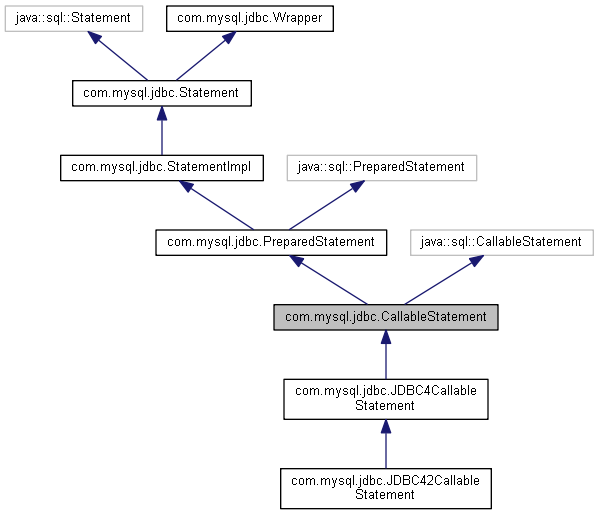 java::sql::Statement
com.mysql.jdbc.Wrapper
com.mysql.jdbc.Statement
com.mysql.jdbc.StatementImpl
java::sql::PreparedStatement
com.mysql.jdbc.PreparedStatement
java::sql::CallableStatement
com.mysql.jdbc.CallableStatement
com.mysql.jdbc.JDBC4Callable
Statement
com.mysql.jdbc.JDBC42Callable
Statement